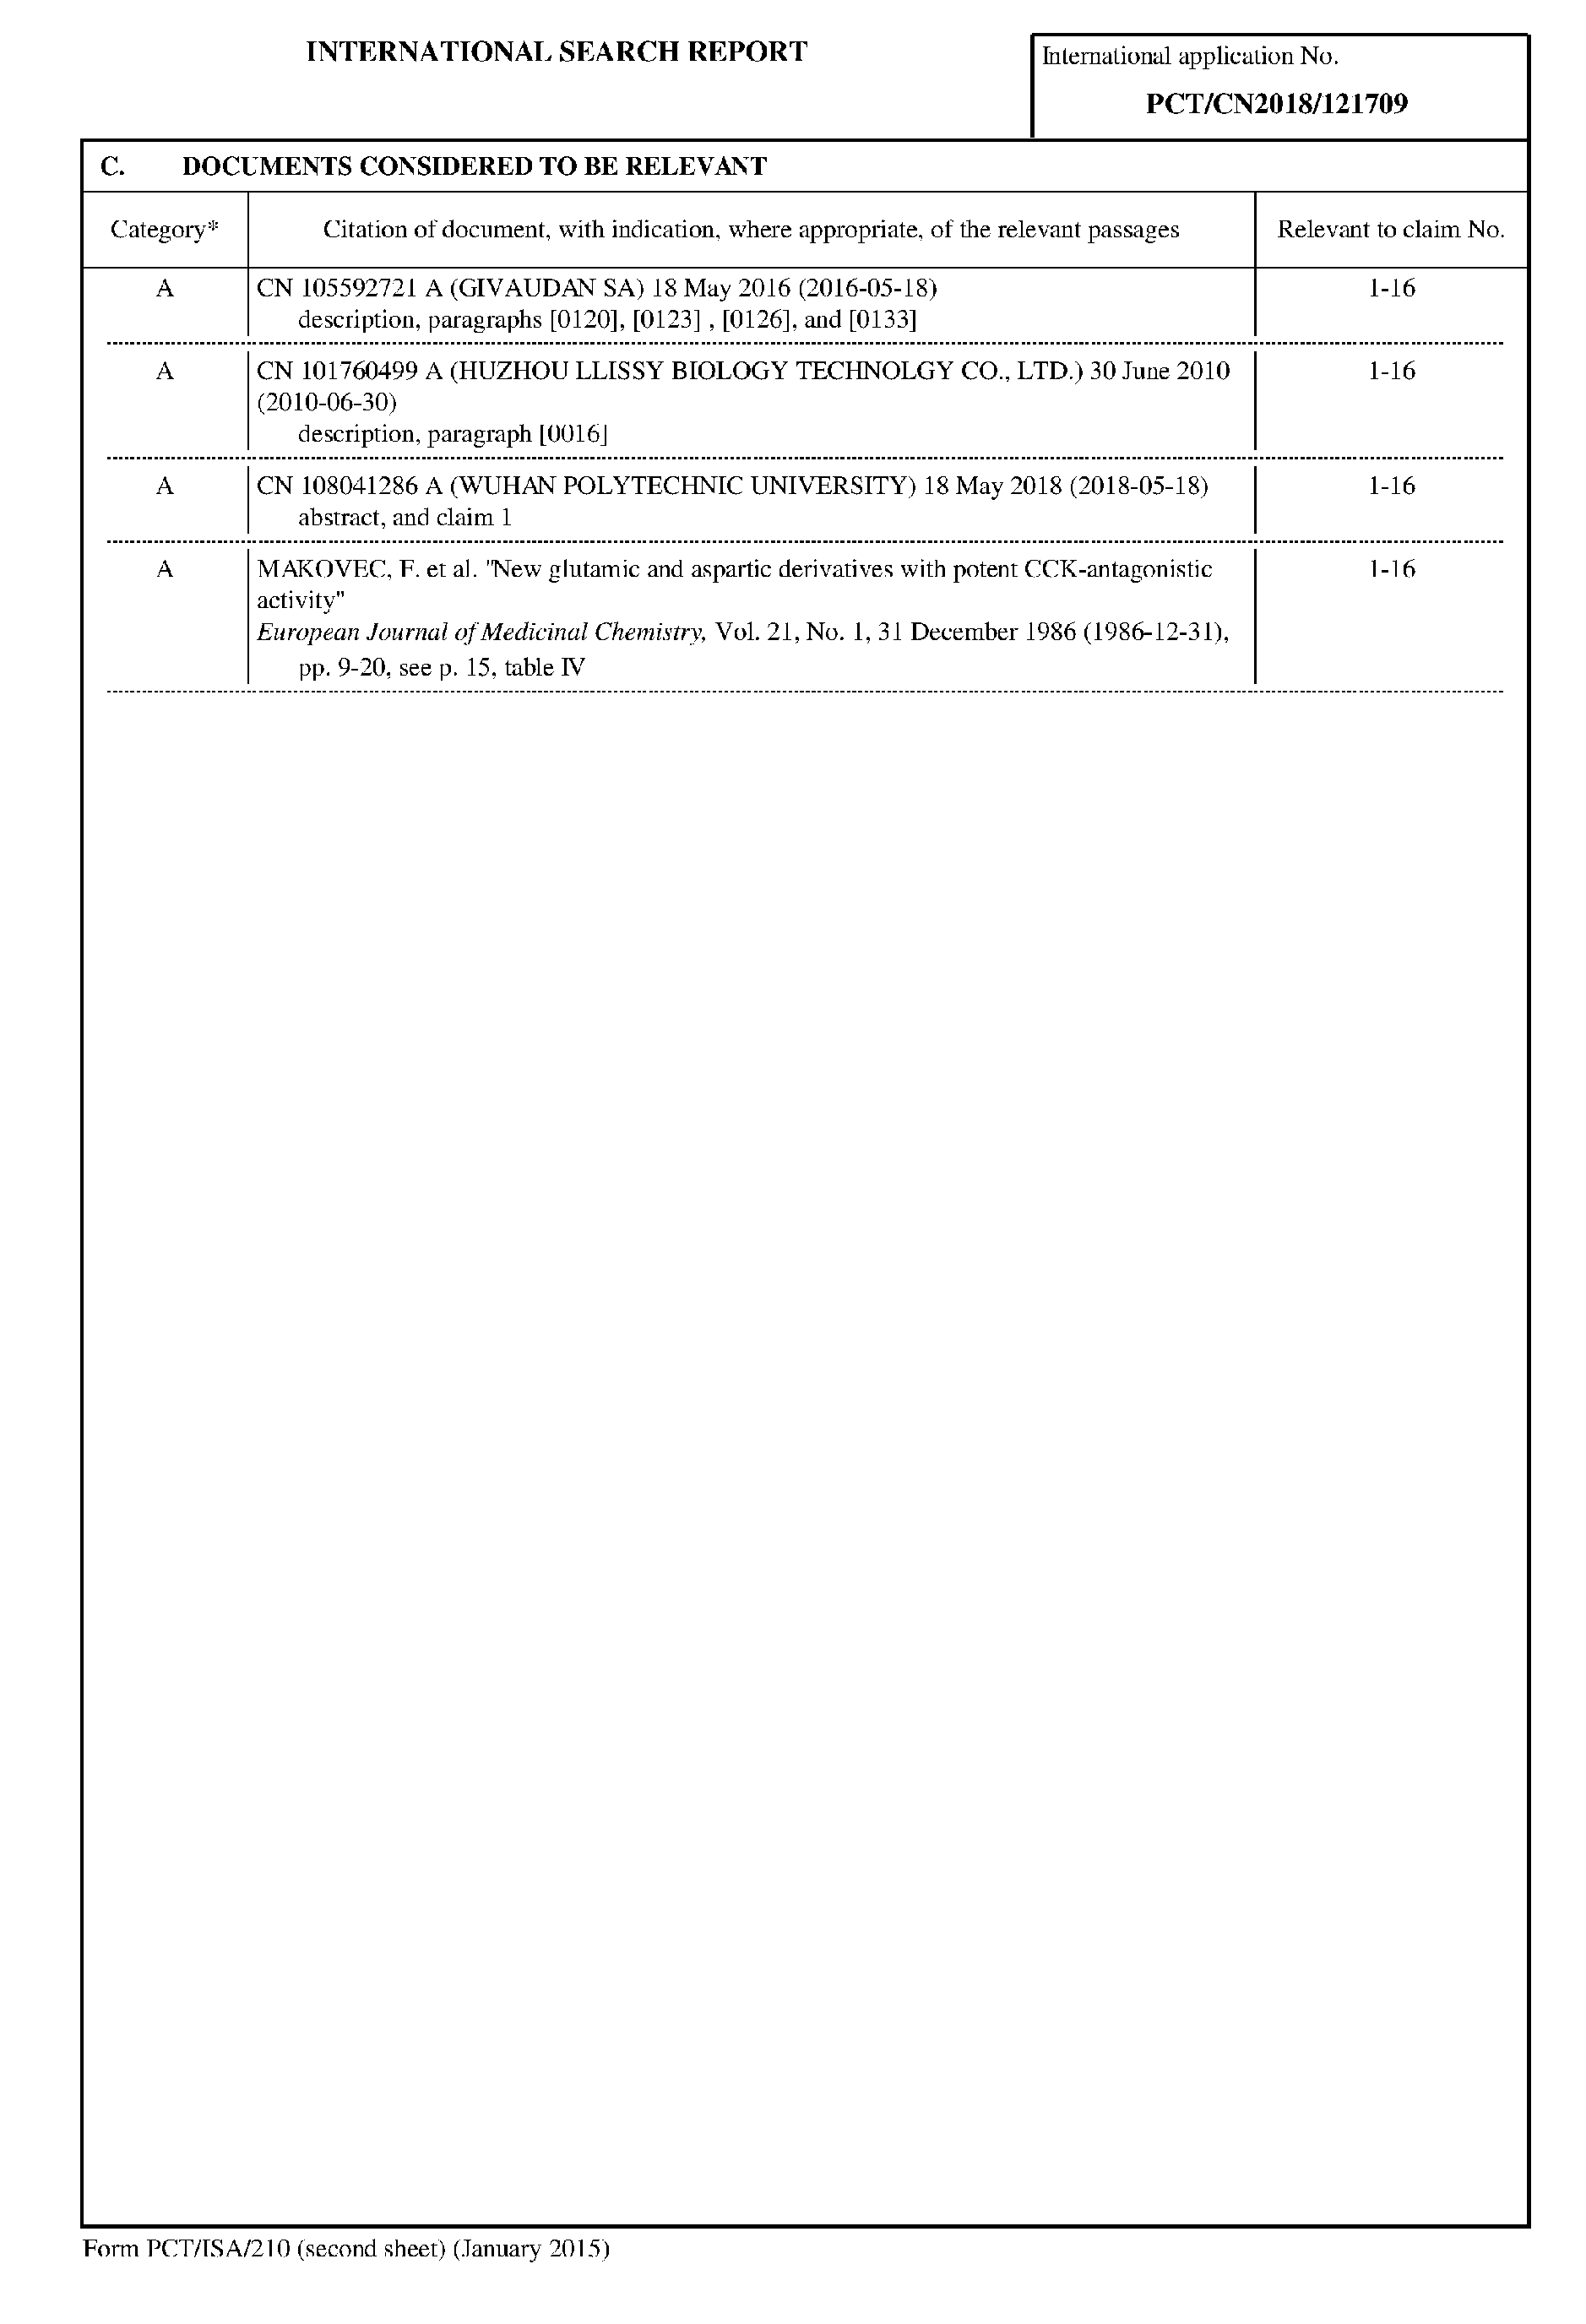 INTERNATIONAL SEARCH REPORT
International application No.
PCT/CN2018/121709
C. DOCUMENTS CONSIDERED TO BE RELEVANT
Category* Citation of document, with indication, where appropriate, of the relevant passages Relevant to claim No.
A CN 105592721 A (GIVAUDAN SA) 18 May 2016 (2016-05-18) 1-16
description, paragraphs [0120], [0123] , [0126], and [0133]
A CN 101760499 A (HUZHOU LLISSY BIOLOGY TECHNOLGY CO., LTD.) 30 June 2010 1-16
(2010-06-30)
description, paragraph [0016]
A CN 108041286 A (WUHAN POLYTECHNIC UNIVERSITY) 18 May 2018 (2018-05-18) 1-16
abstract, and claim 1
A MAKOVEC, F. et al. "New glutamic and aspartic derivatives with potent CCK-antagonistic 1-16
activity"
European Journal of Medicinal Chemistry, Vol. 21, No. 1, 31 December 1986 (1986-12-31),
pp. 9-20, see p. 15, table IV
Form PCT/ISA/210 (second sheet) (January 2015)